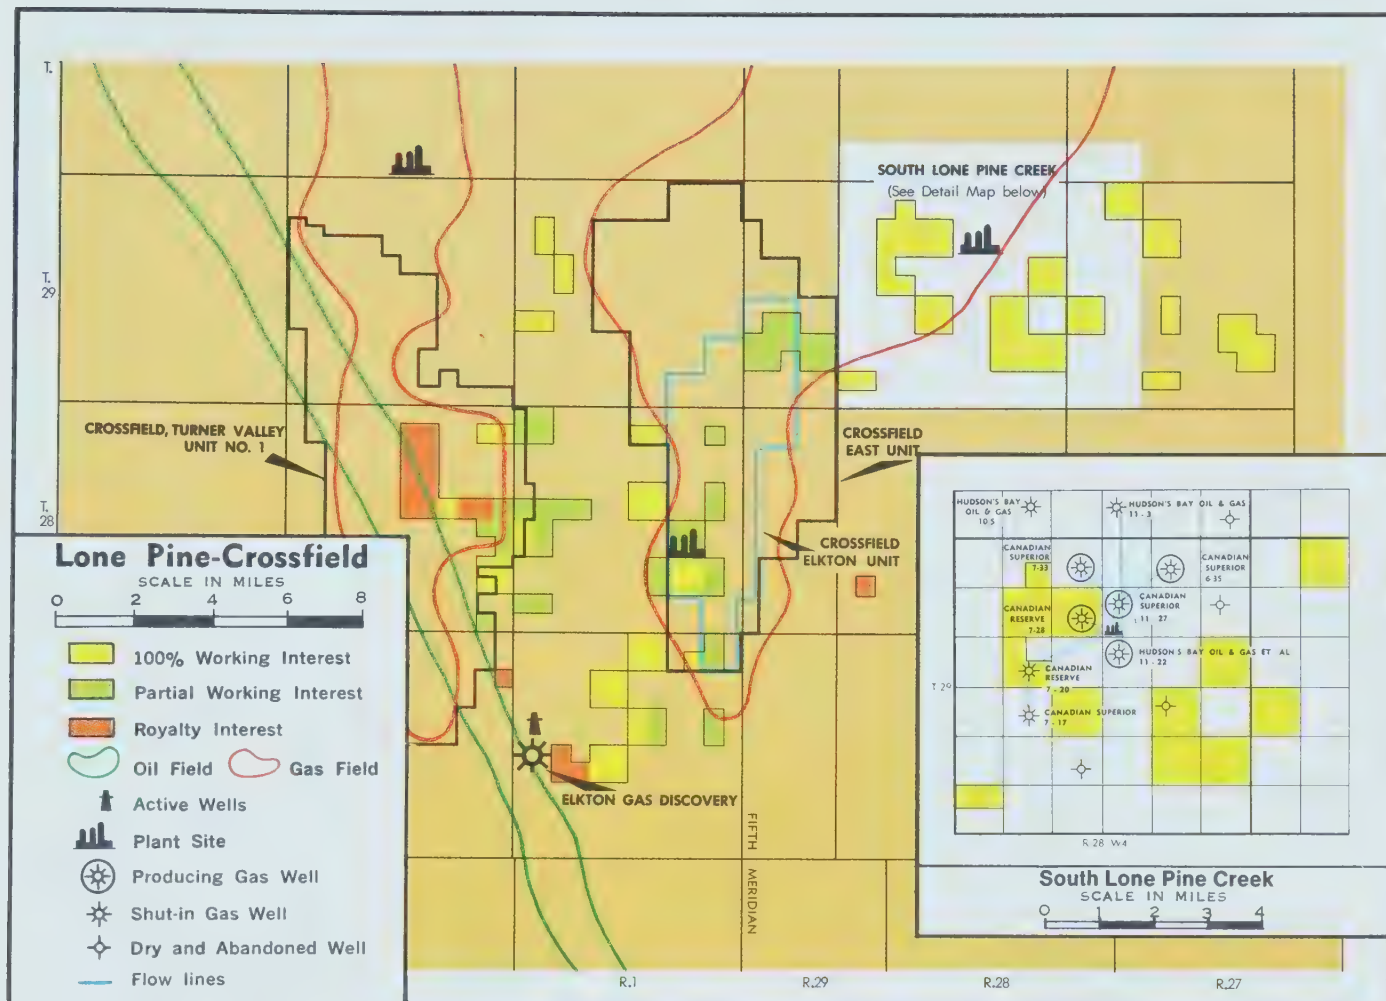 T.
SOUTH LONE PINE CREEK
(See Detail Map below)
T.
29
CROSSFIELD, TURNER VALLEY
UNIT NO. 1
CROSSFIELD
EAST UNIT
T.
28
CROSSFIELD
ELKTON UNIT
ELKTON GAS DISCOVERY
FIFTH MERIDIAN
R.1
R.29
R.28
R.27
Lone Pine-Crossfield
SCALE IN MILES
0 2 4 6 8
100% Working Interest
Partial Working Interest
Royalty Interest
Oil Field
Gas Field
Active Wells
Plant Site
Producing Gas Well
Shut-in Gas Well
Dry and Abandoned Well
Flow lines
HUDSON'S BAY
OIL & GAS
10-5
HUDSON'S BAY OIL & GAS
11 - 3
CANADIAN
SUPERIOR
7-33
CANADIAN
SUPERIOR
6-35
CANADIAN
RESERVE
7-28
CANADIAN
SUPERIOR
11 - 27
HUDSON'S BAY OIL & GAS ET AL
11 - 22
CANADIAN
RESERVE
7 - 20
T 29
CANADIAN SUPERIOR
7 - 17
R-28 W4
South Lone Pine Creek
SCALE IN MILES
0 1 2 3 4